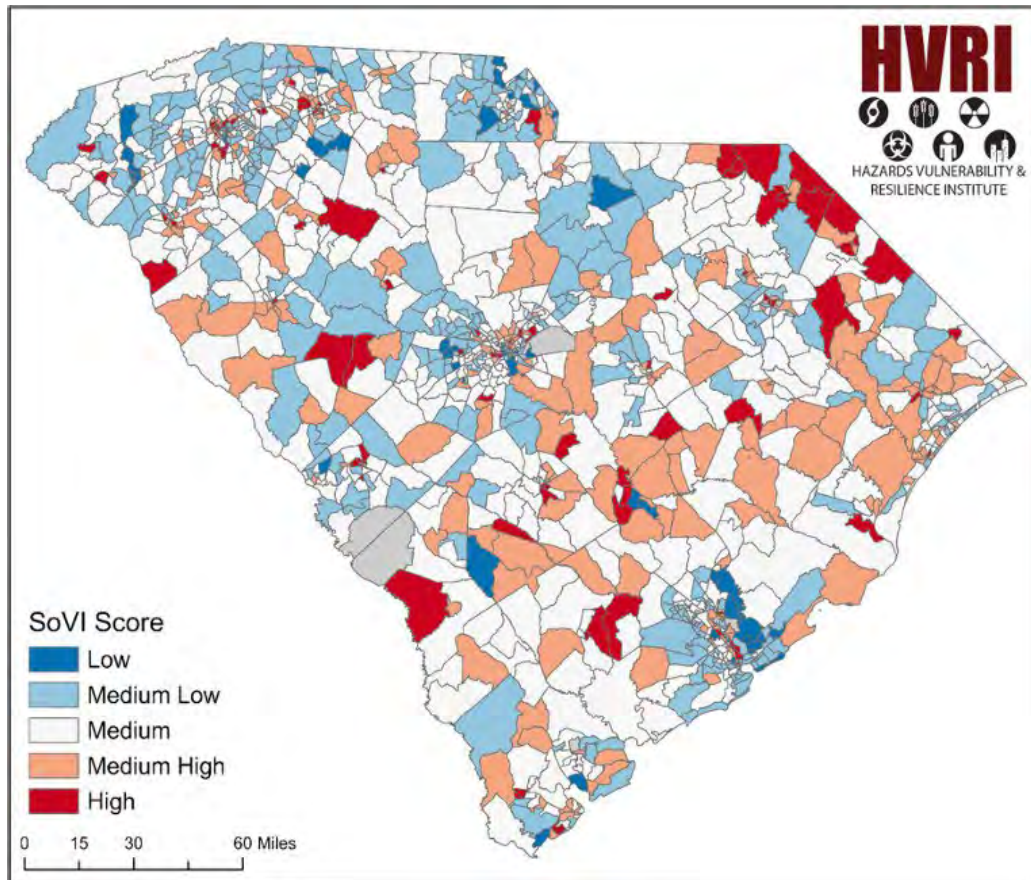 HVRI
HAZARDS VULNERABILITY &
RESILIENCE INSTITUTE
SoVI Score
Low
Medium Low
Medium
Medium High
High
0 15 30 60 Miles